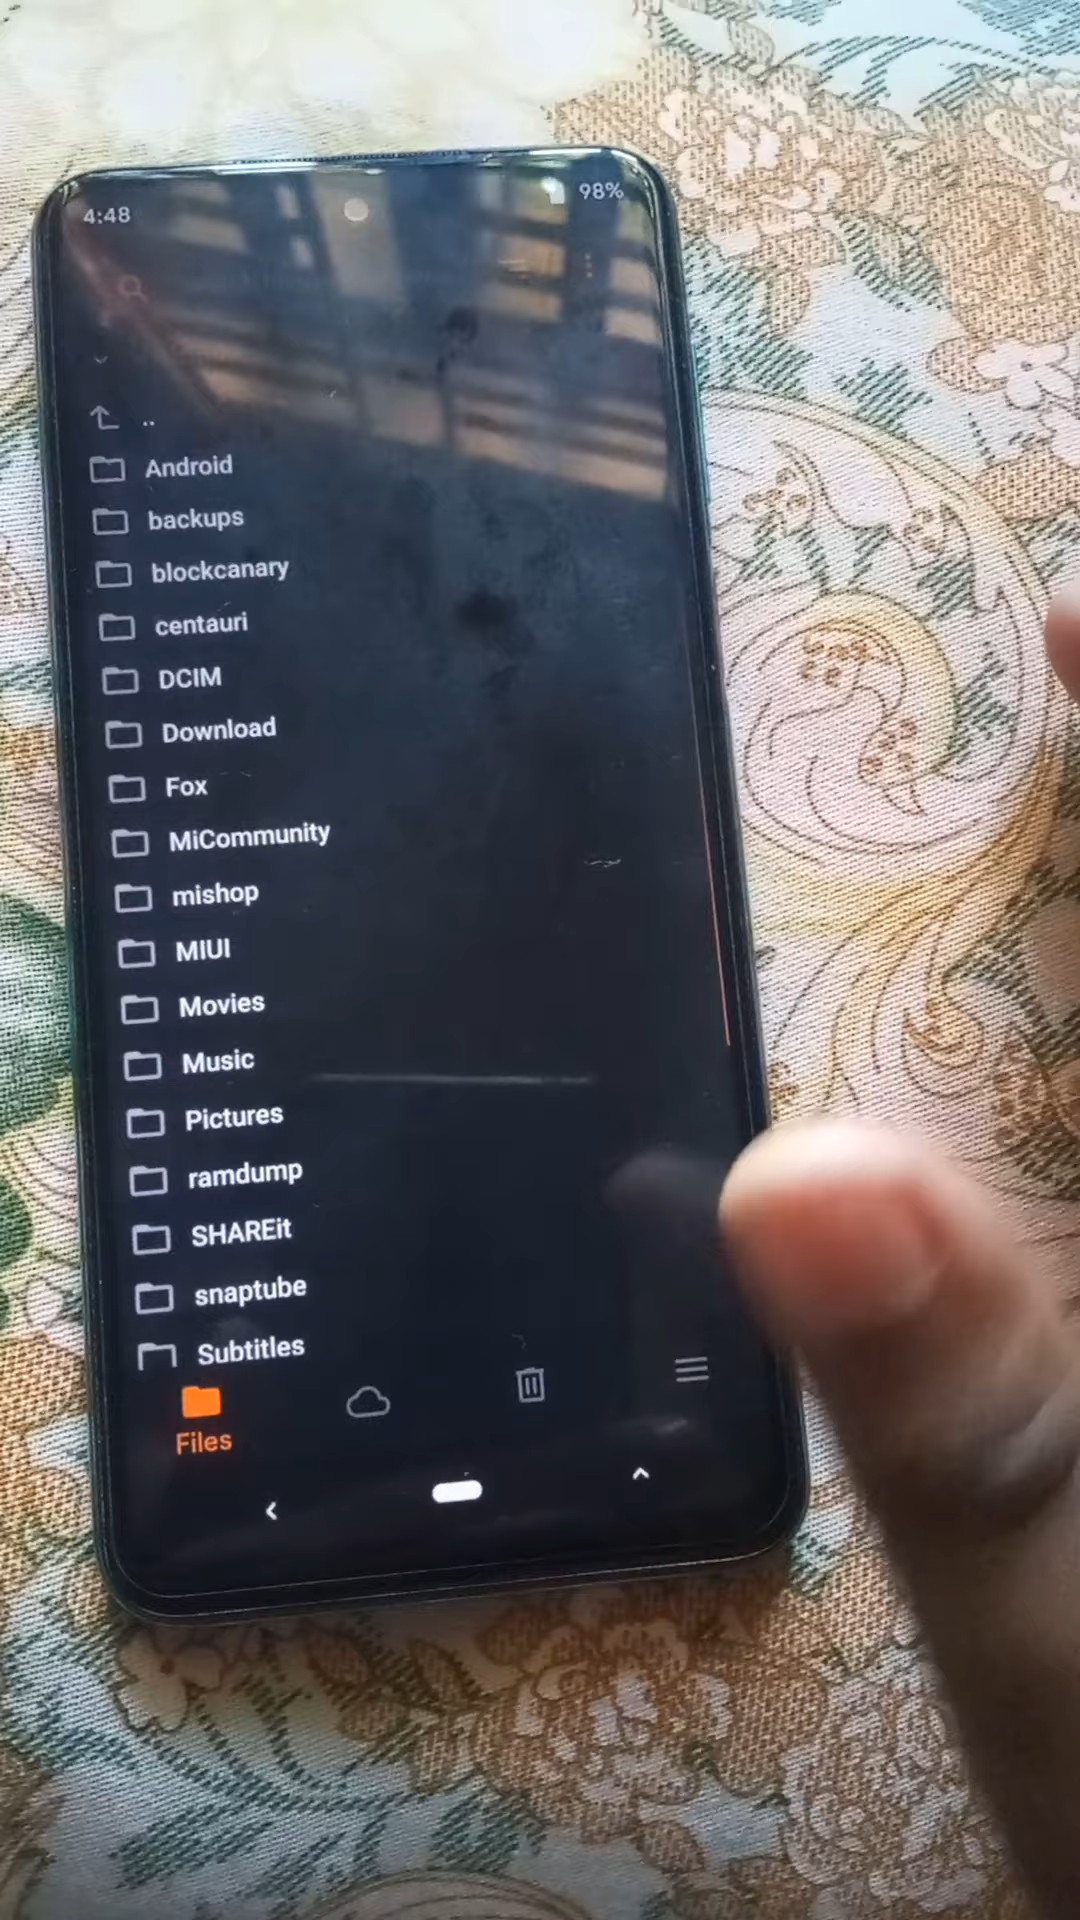 4:48
98%
..
Android
backups
blockcanary
centauri
DCIM
Download
Fox
MiCommunity
mishop
MIUI
Movies
Music
Pictures
ramdump
SHAREit
snaptube
Subtitles
Files